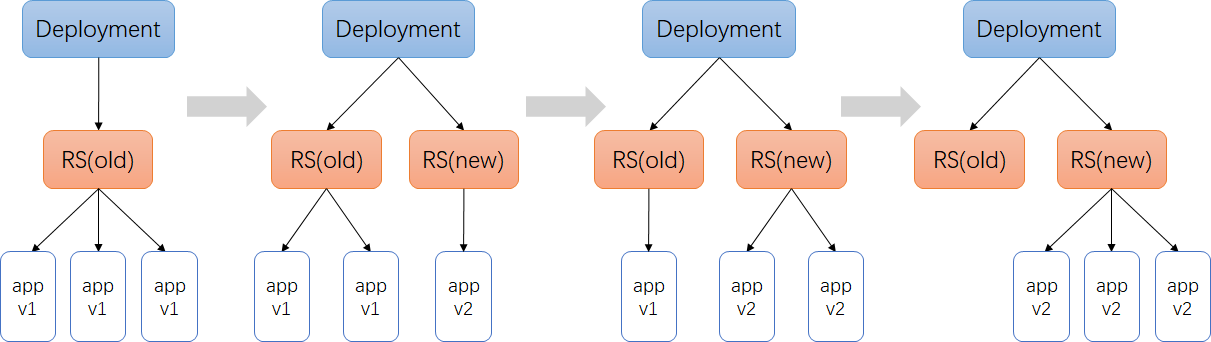 Deployment
RS(old)
app
v1
app
v1
app
v1
Deployment
RS(old)
RS(new)
app
v1
app
v1
app
v2
Deployment
RS(old)
RS(new)
app
v1
app
v2
app
v2
Deployment
RS(old)
RS(new)
app
v2
app
v2
app
v2